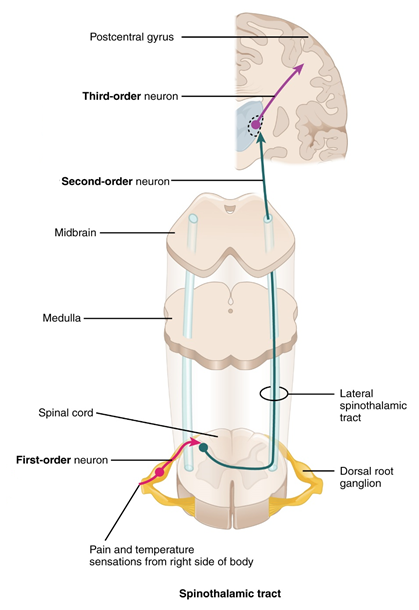 Postcentral gyrus
Third-order neuron
Second-order neuron
Midbrain
Medulla
Lateral
spinothalamic
tract
Spinal cord
First-order neuron
Dorsal root
ganglion
Pain and temperature
sensations from right side of body
Spinothalamic tract